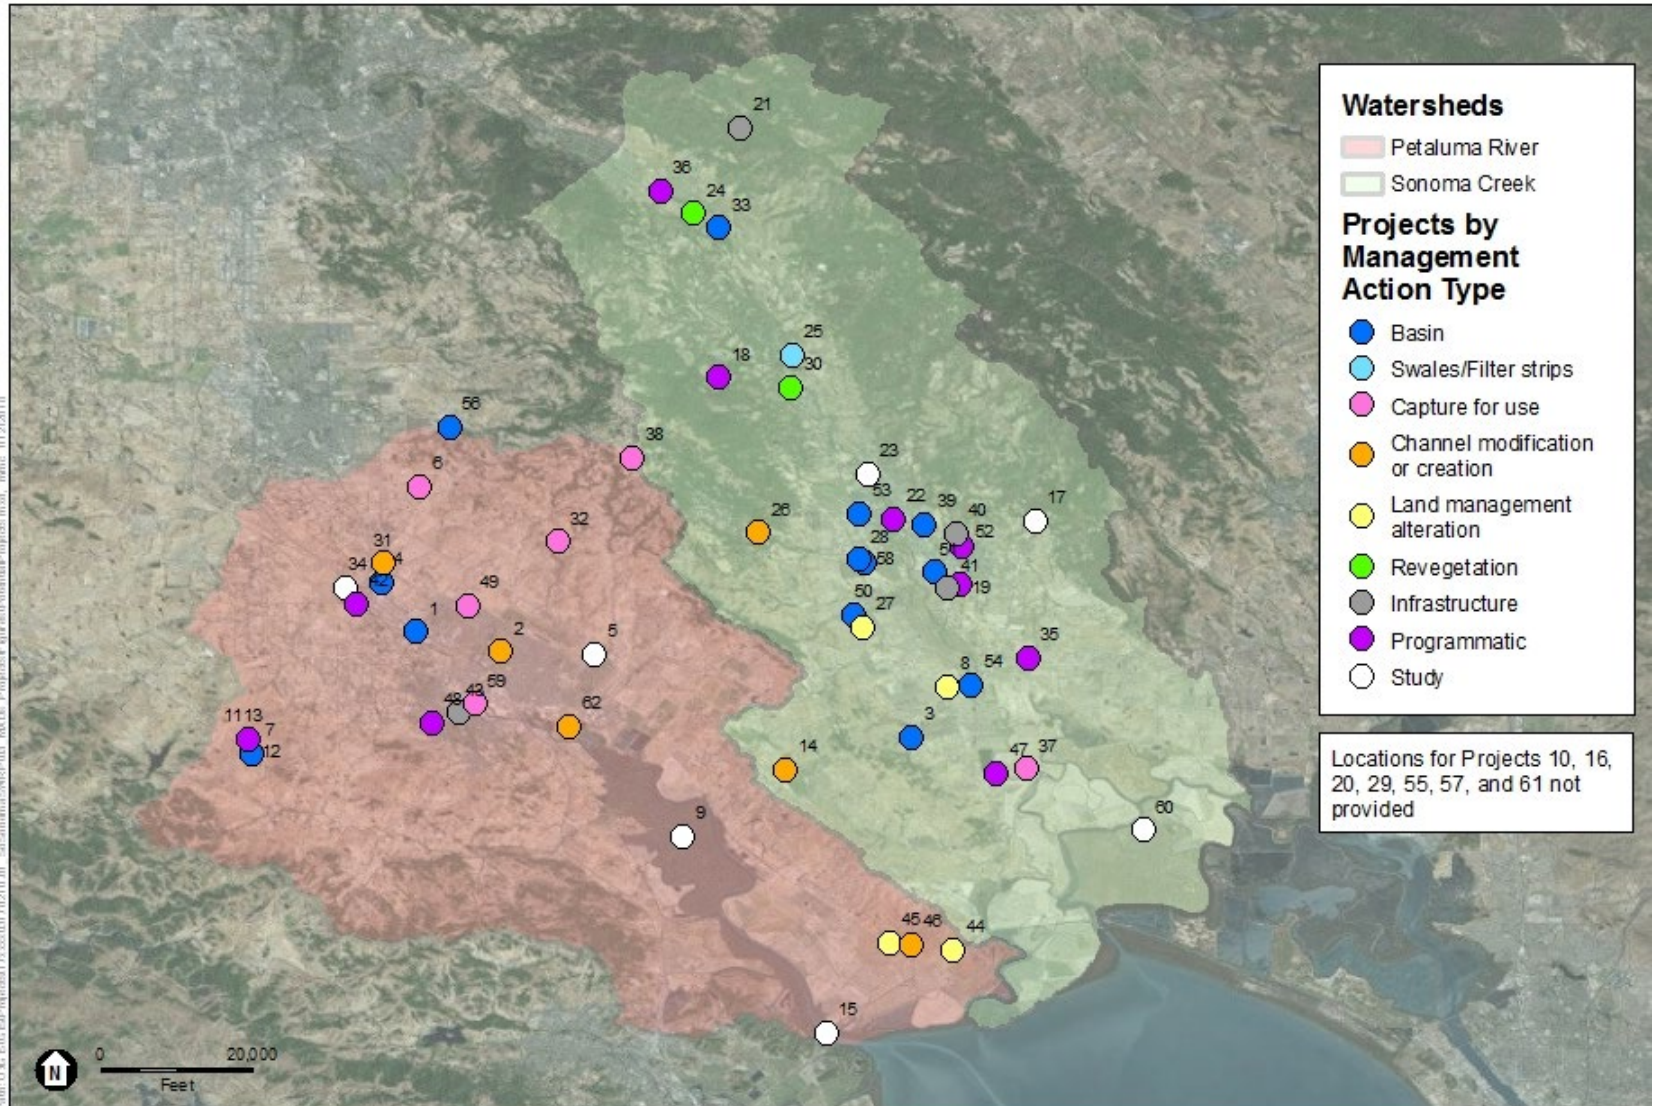 21
36
24
33
25
18
30
56
38
6
23
53
22
39
40
17
26
32
52
31
28
4
58
34
41
42
19
49
50
27
1
2
5
35
8
54
59
43
48
62
3
11 13
7
12
14
47
37
9
60
45 46
44
15
N
0
20,000
Feet
Watersheds
Petaluma River
Sonoma Creek
Projects by
Management
Action Type
Basin
Swales/Filter strips
Capture for use
Channel modification
or creation
Land management
alteration
Revegetation
Infrastructure
Programmatic
Study
Locations for Projects 10, 16,
20, 29, 55, 57, and 61 not
provided